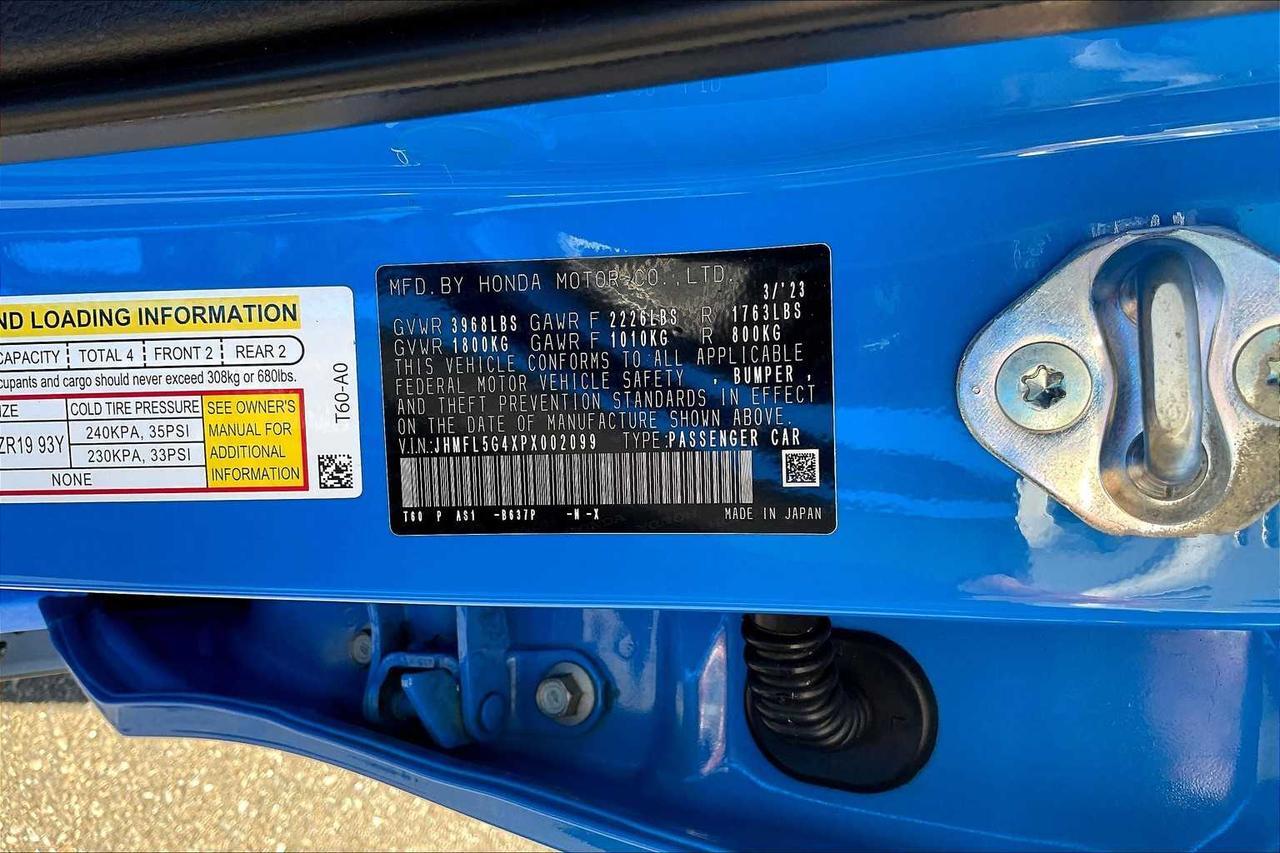 ND LOADING INFORMATION
CAPACITY TOTAL 4 FRONT 2 REAR 2
cupants and cargo should never exceed 308kg or 680lbs.
IZE COLD TIRE PRESSURE SEE OWNER'S
MANUAL FOR
ADDITIONAL
INFORMATION
ZR19 93Y 240KPA, 35PSI
230KPA, 33PSI
NONE
T60-A0
MFD. BY HONDA MOTOR CO., LTD.
3/'23
GVWR 3968LBS GAWR F 2226LBS R 1763LBS
GVWR 1800KG GAWR F 1010KG R 800KG
THIS VEHICLE CONFORMS TO ALL APPLICABLE
FEDERAL MOTOR VEHICLE SAFETY , BUMPER ,
AND THEFT PREVENTION STANDARDS IN EFFECT
ON THE DATE OF MANUFACTURE SHOWN ABOVE.
V.I.N:JHMFL5G4XPX002099 TYPE:PASSENGER CAR
T60 P AS1 -B637P -N-X MADE IN JAPAN